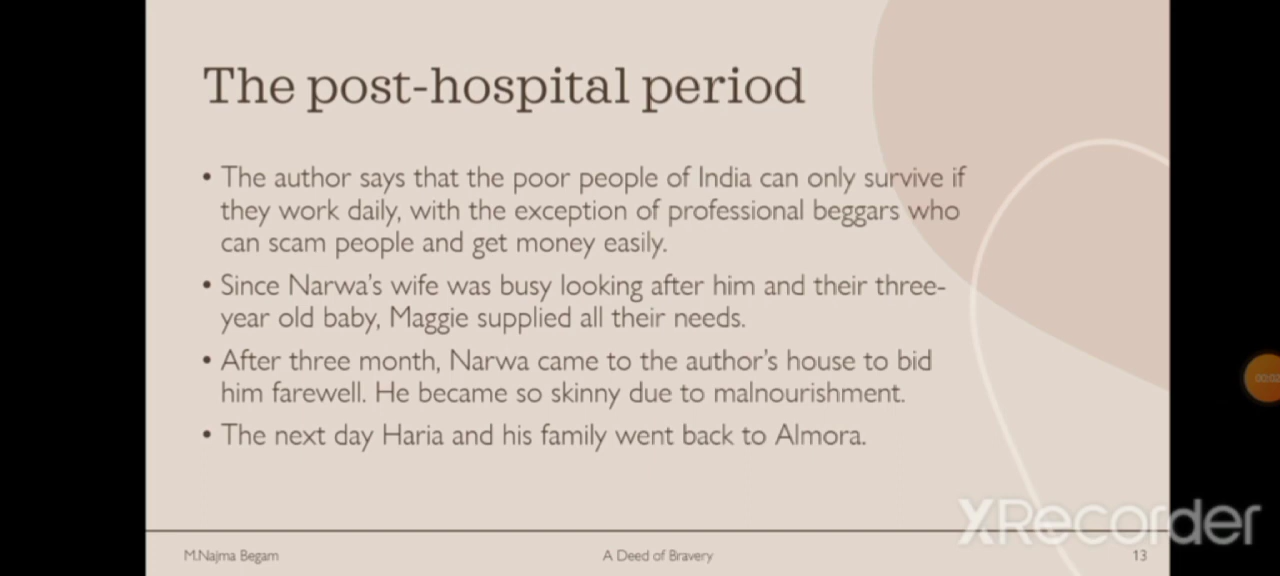 The post-hospital period
• The author says that the poor people of India can only survive if
they work daily, with the exception of professional beggars who
can scam people and get money easily.
• Since Narwa's wife was busy looking after him and their three-
year old baby, Maggie supplied all their needs.
• After three month, Narwa came to the author's house to bid
him farewell. He became so skinny due to malnourishment.
• The next day Haria and his family went back to Almora.
00:02
XRecorder
M.Najma Begam
A Deed of Bravery
13